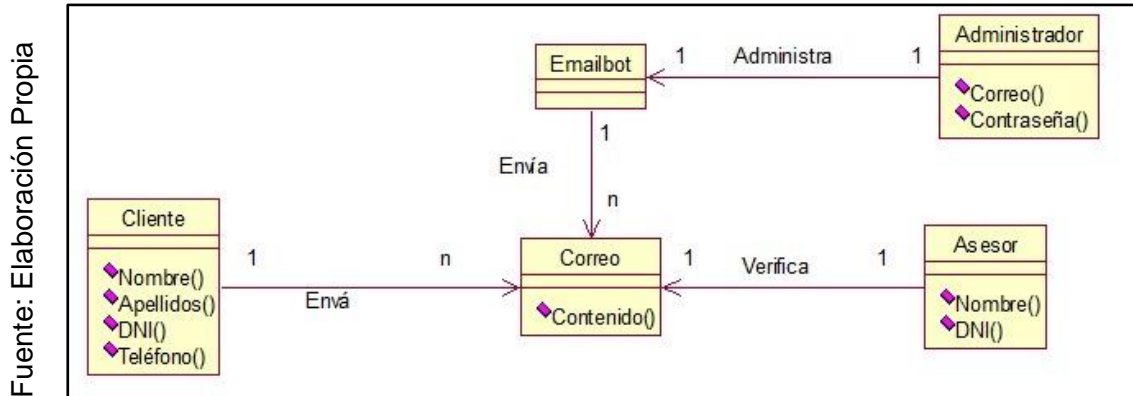 Fuente: Elaboración Propia
Emailbot
1
Administra
1
Administrador
Correo()
Contraseña()
1
Envía
n
Cliente
Nombre()
Apellidos()
DNI()
Teléfono()
1
n
Envá
Correo
Contenido()
1
Verifica
1
Asesor
Nombre()
DNI()